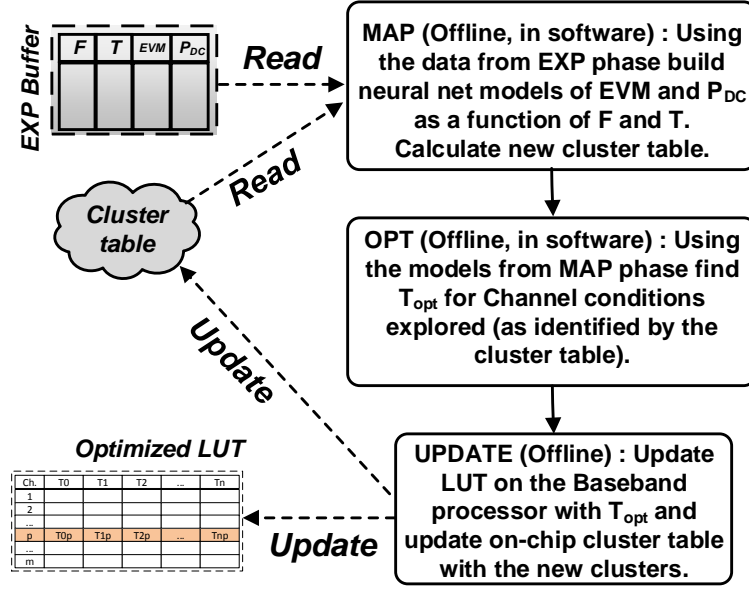 EXP Buffer
F T EVM PDC
Read
MAP (Offline, in software) : Using
the data from EXP phase build
neural net models of EVM and PDC
as a function of F and T.
Calculate new cluster table.
Read
Cluster
table
OPT (Offline, in software) : Using
the models from MAP phase find
Topt for Channel conditions
explored (as identified by the
cluster table).
Update
Optimized LUT
Ch. T0 T1 T2 ... Tn
1
2
...
p T0p T1p T2p ... Tnp
...
m
Update
UPDATE (Offline) : Update
LUT on the Baseband
processor with Topt and
update on-chip cluster table
with the new clusters.